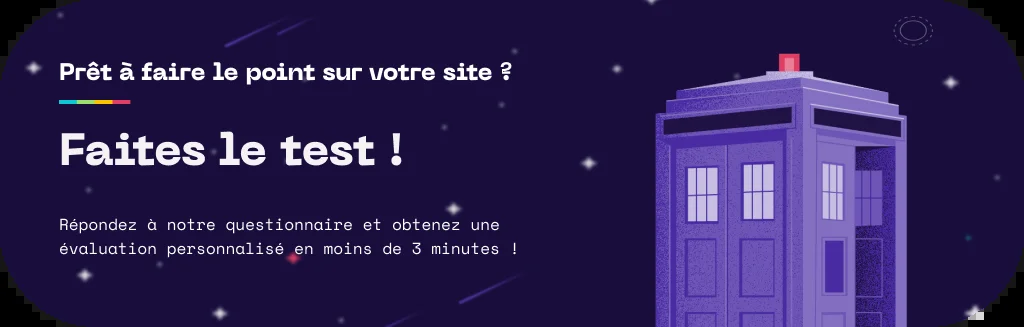 Prêt à faire le point sur votre site ?
Faites le test !
Répondez à notre questionnaire et obtenez une
évaluation personnalisé en moins de 3 minutes !